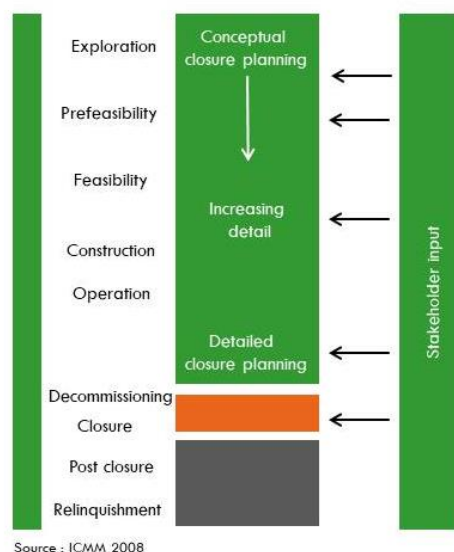 Exploration
Prefeasibility
Feasibility
Construction
Operation
Decommissioning
Closure
Post closure
Relinquishment
Conceptual
closure planning
Increasing
detail
Detailed
closure planning
Stakeholder input
Source : ICMM 2008